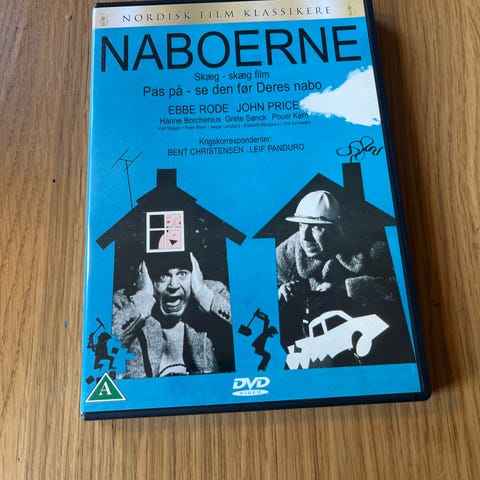 NORDISK FILM KLASSIKERE
NABOERNE
Skæg - skæg film
Pas på - se den før Deres nabo
EBBE RODE JOHN PRICE
Hanne Borchenius · Grete Sønck · Pouel Kern
Krigskorrespondenter:
BENT CHRISTENSEN · LEIF PANDURO
A
DVD
VIDEO